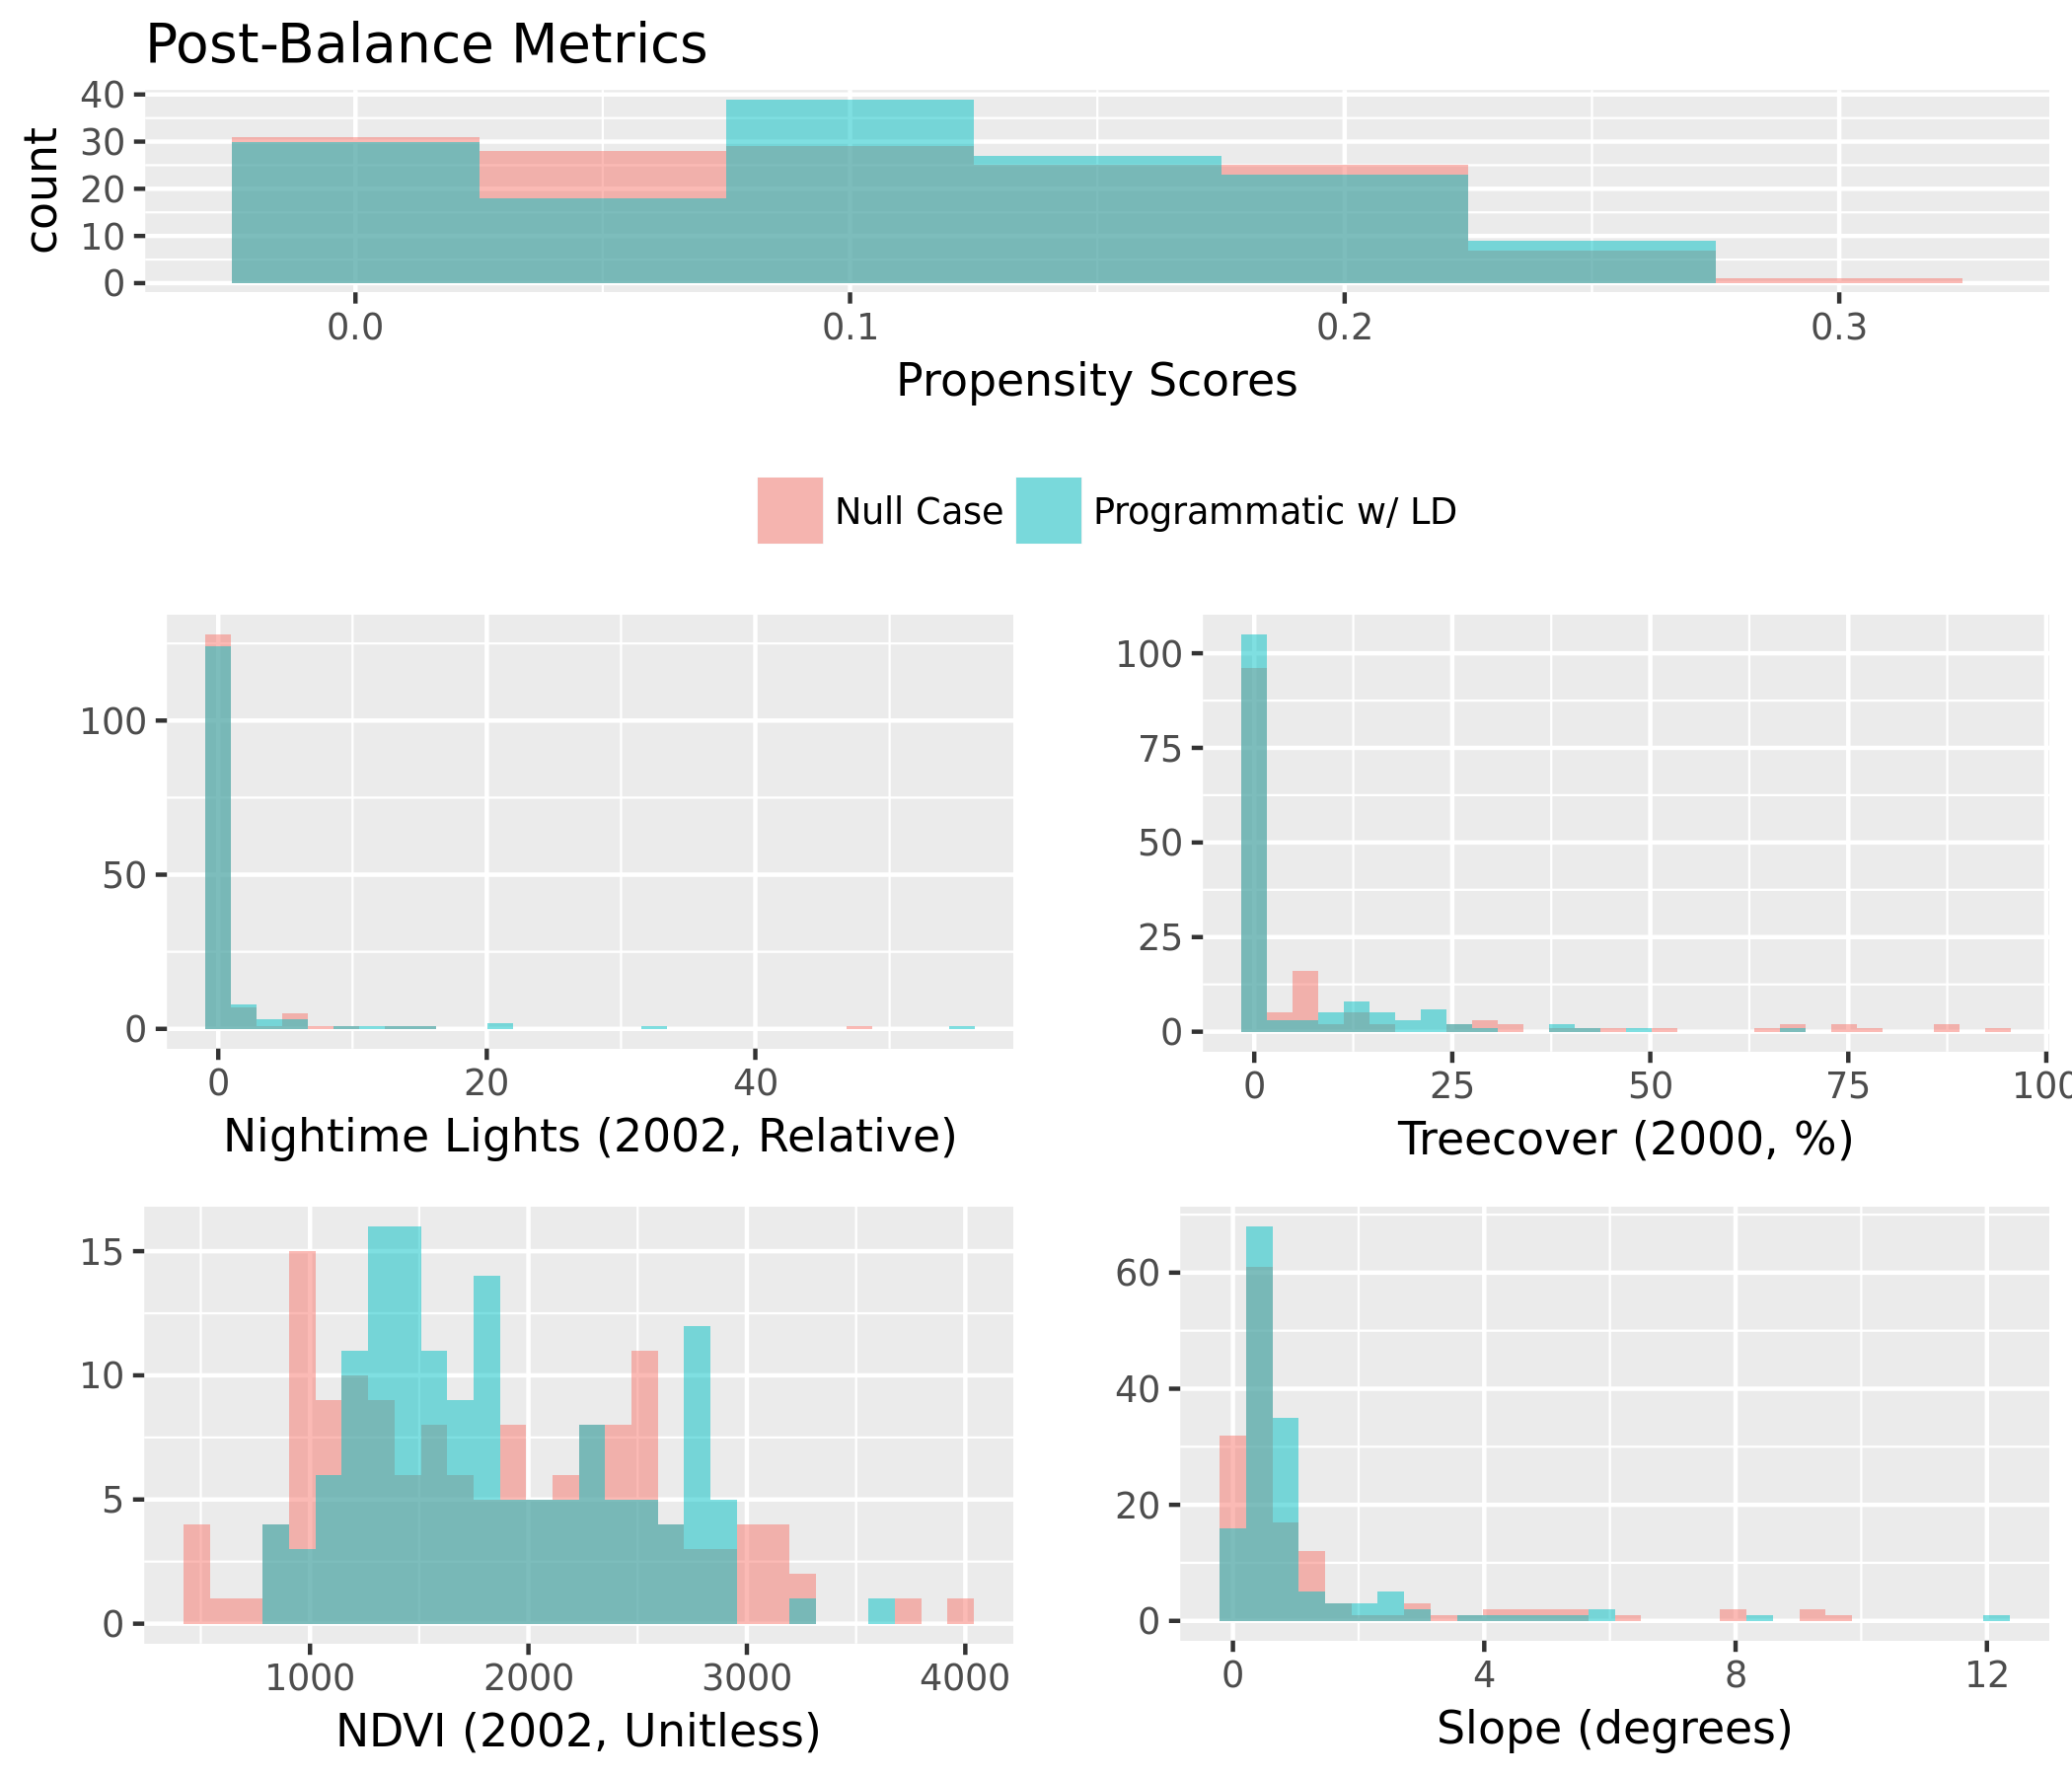 Post-Balance Metrics
40
30
20
10
0
count
0.0 0.1 0.2 0.3
Propensity Scores
Null Case Programmatic w/ LD
100
50
0
0 20 40
Nightime Lights (2002, Relative)
100
75
50
25
0
0 25 50 75 100
Treecover (2000, %)
15
10
5
0
1000 2000 3000 4000
NDVI (2002, Unitless)
60
40
20
0
0 4 8 12
Slope (degrees)